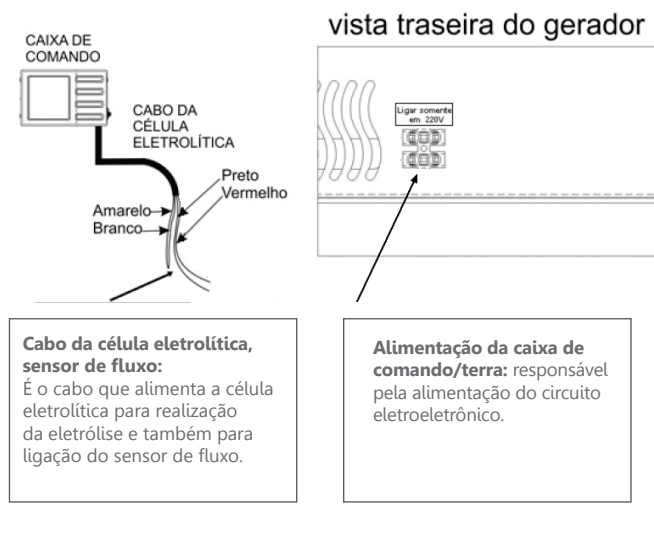 vista traseira do gerador
CAIXA DE
COMANDO
CABO DA
CÉLULA
ELETROLÍTICA
Preto
Vermelho
Amarelo
Branco
Ligar somente
em 220V
Cabo da célula eletrolítica,
sensor de fluxo:
É o cabo que alimenta a célula
eletrolítica para realização
da eletrólise e também para
ligação do sensor de fluxo.
Alimentação da caixa de
comando/terra: responsável
pela alimentação do circuito
eletroeletrônico.